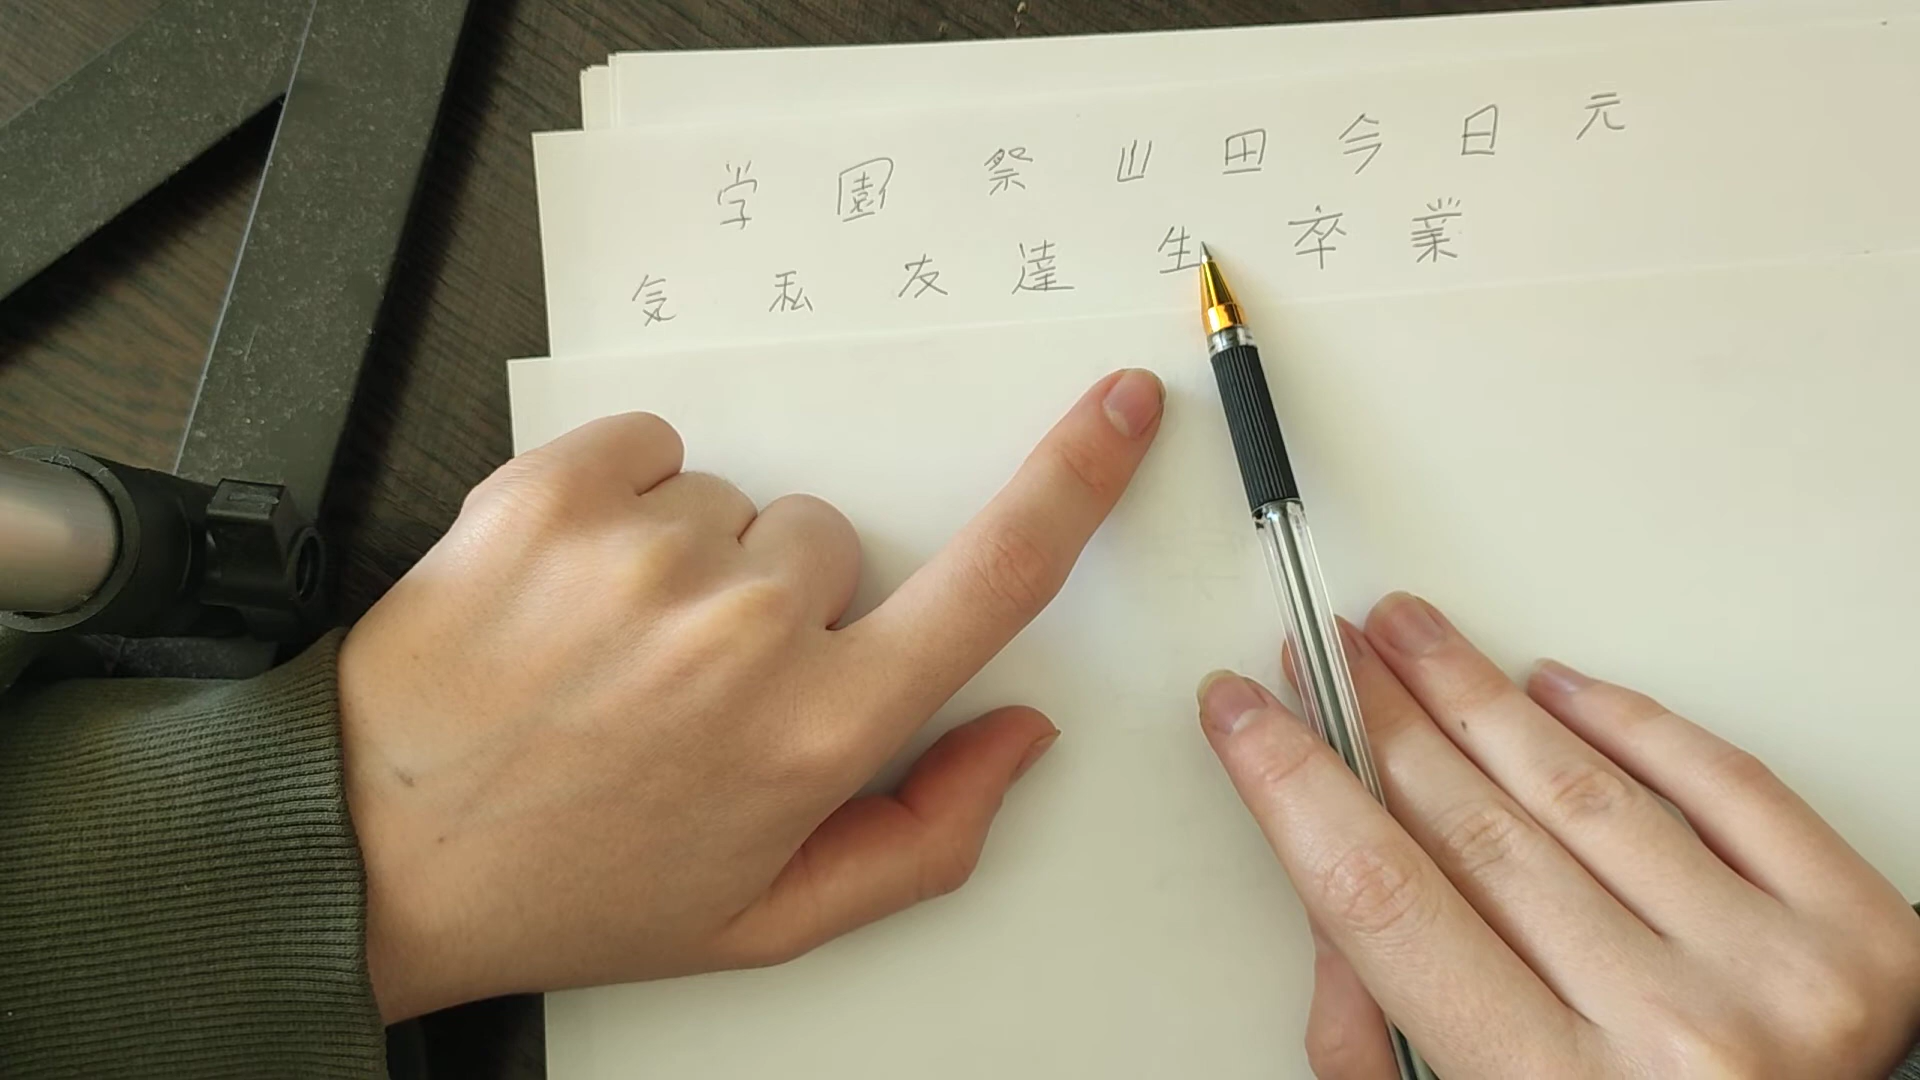 学 園 祭 山 田 今 日 元
気 私 友 達 生 卒 業